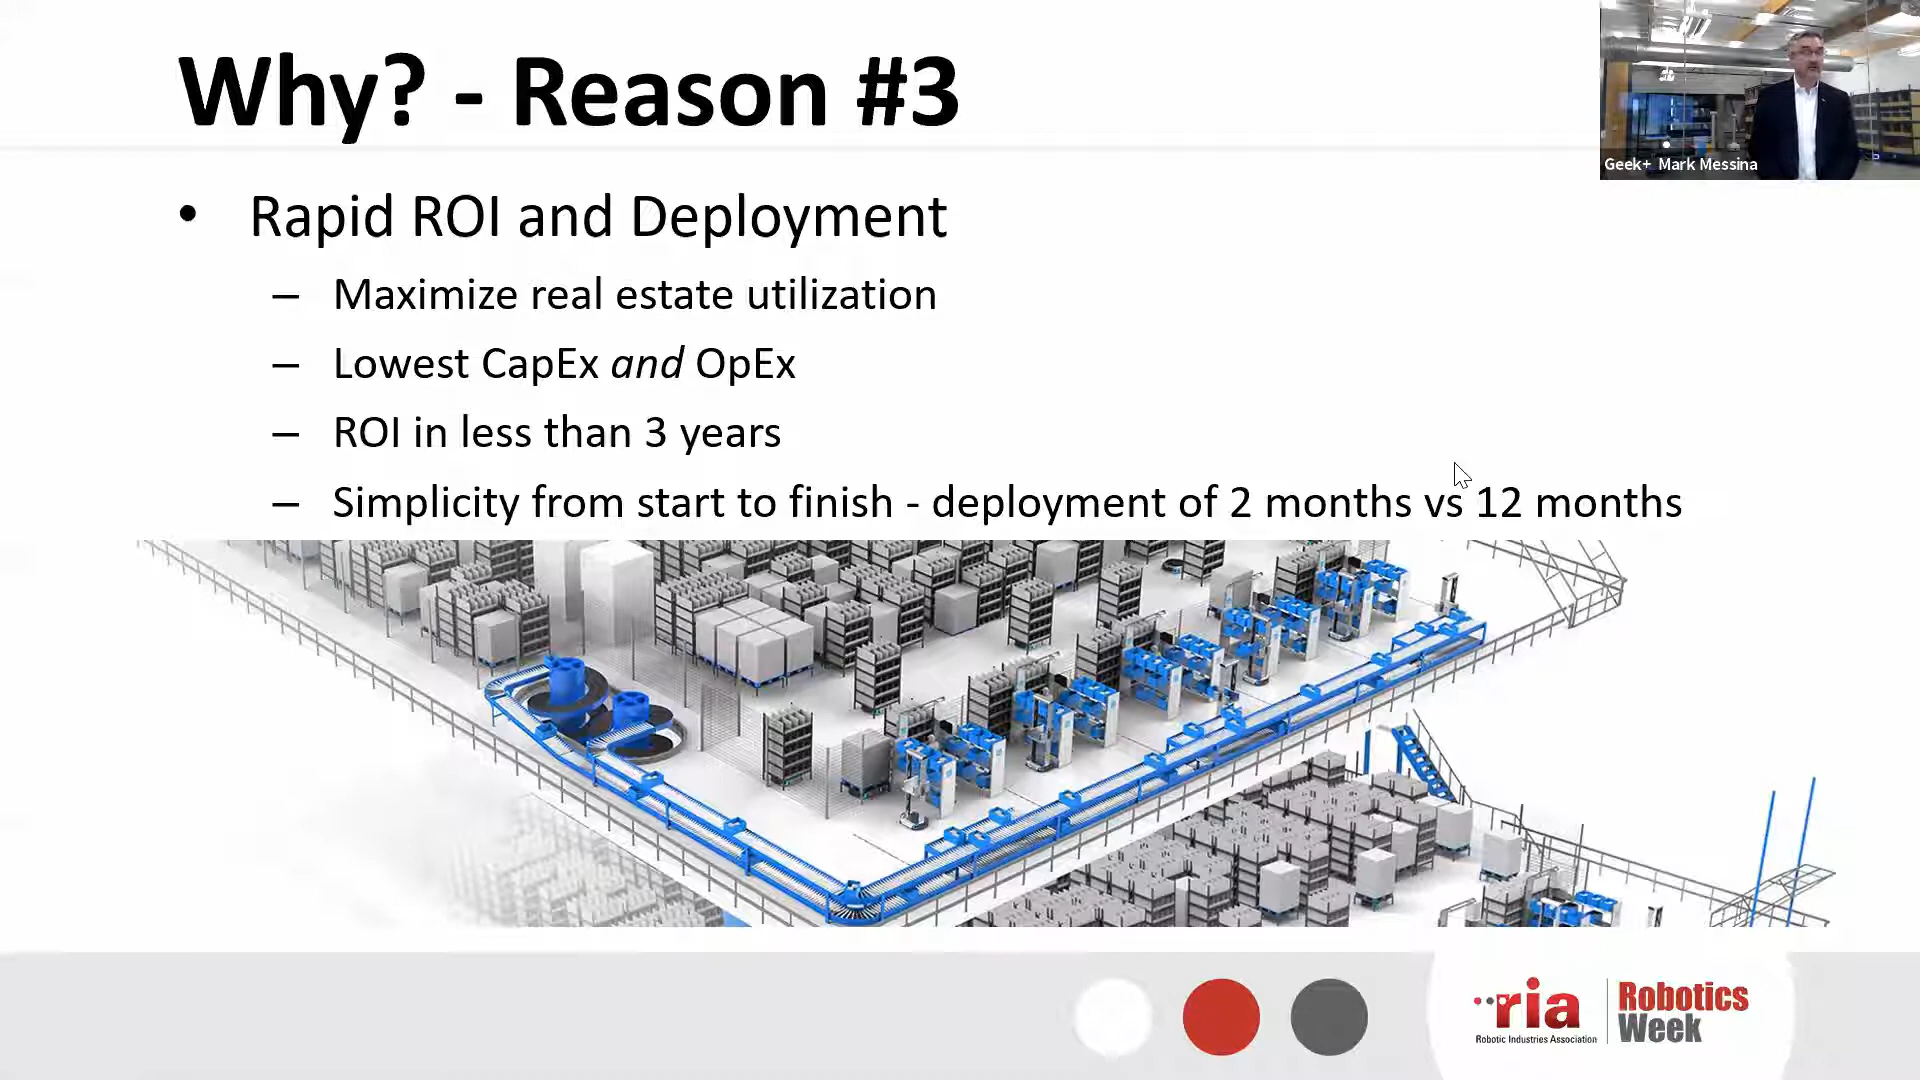 Why? - Reason #3
Geek+ Mark Messina
• Rapid ROI and Deployment
– Maximize real estate utilization
– Lowest CapEx and OpEx
– ROI in less than 3 years
– Simplicity from start to finish - deployment of 2 months vs 12 months
ria
Robotic Industries Association
Robotics
Week